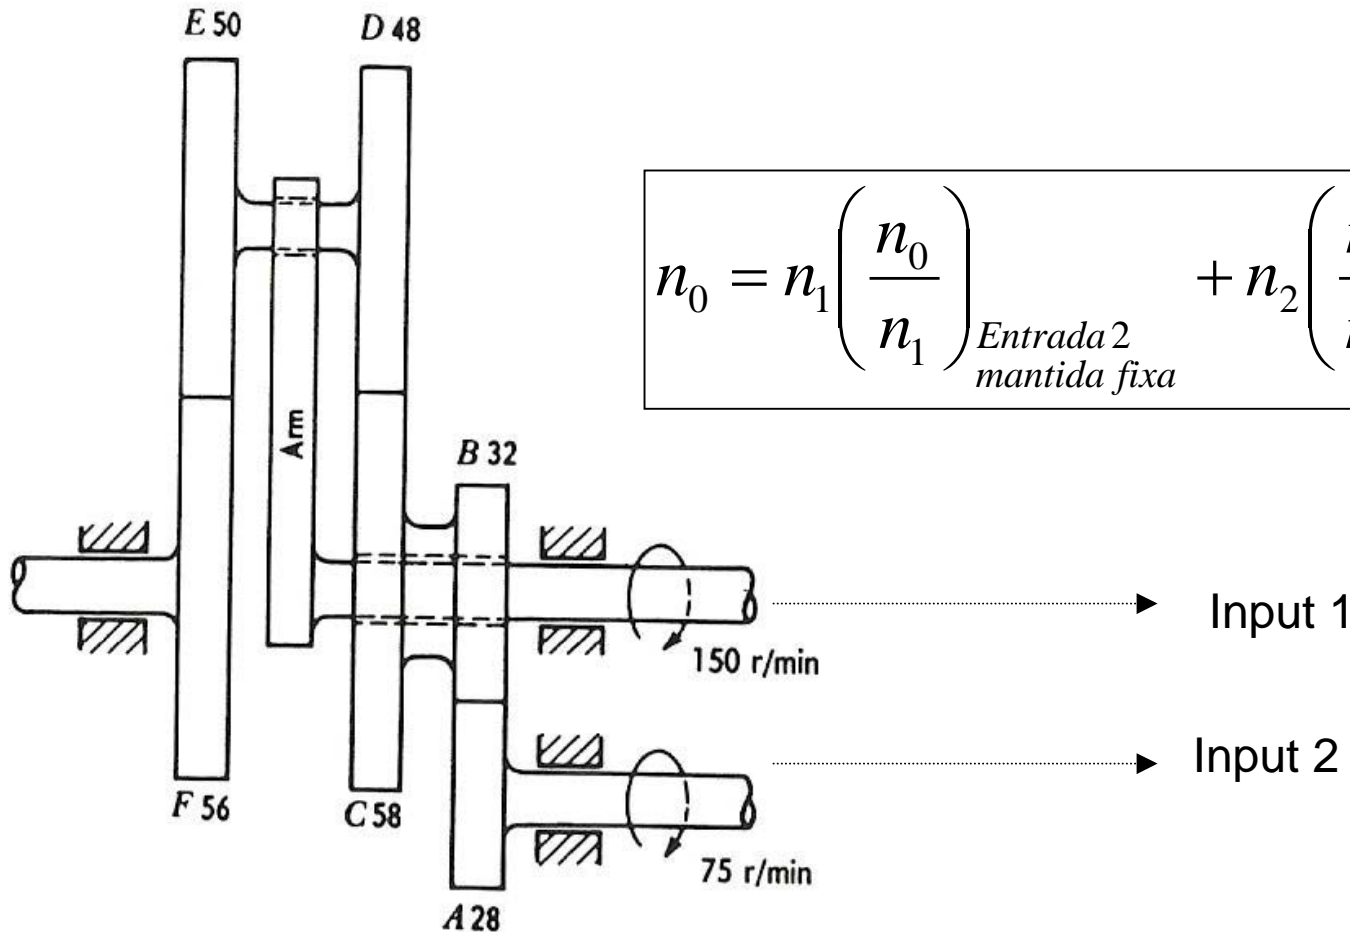 E 50
D 48
n₀ = n₁ ( n₀ / n₁ ) Entrada 2 mantida fixa + n₂ (
Arm
B 32
150 r/min
Input 1
Input 2
F 56
C 58
75 r/min
A 28